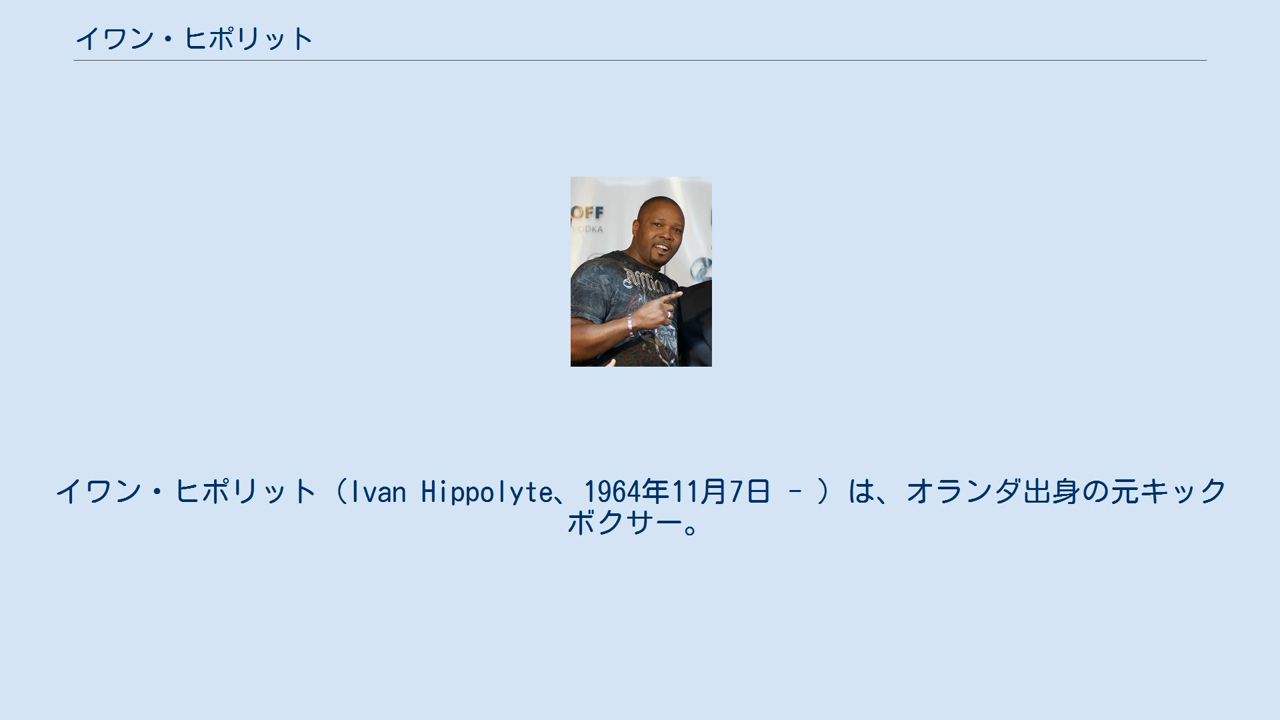 イワン・ヒポリット
OFF
VODKA
Afflic
イワン・ヒポリット（Ivan Hippolyte、1964年11月7日 - ）は、オランダ出身の元キック
ボクサー。